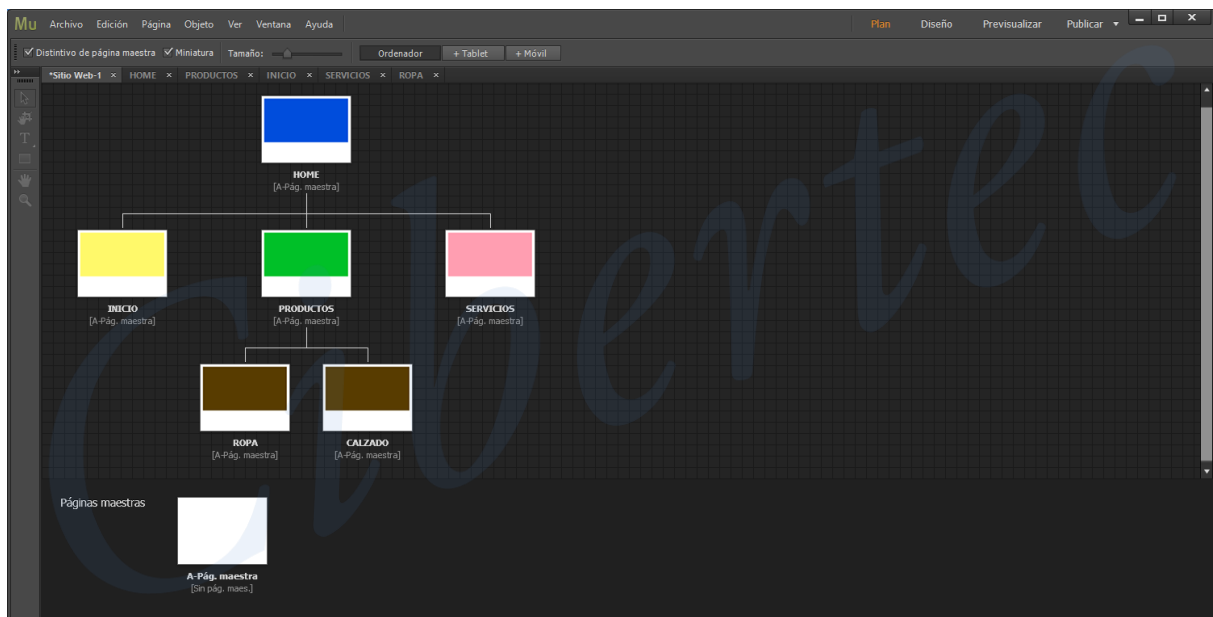 Mu Archivo Edición Página Objeto Ver Ventana Ayuda Plan Diseño Previsualizar Publicar
Distintivo de página maestra Miniatura Tamaño: Ordenador + Tablet + Móvil
*Sitio Web-1 × HOME × PRODUCTOS × INICIO × SERVICIOS × ROPA ×
HOME
[A-Pág. maestra]
INICIO PRODUCTOS SERVICIOS
[A-Pág. maestra] [A-Pág. maestra] [A-Pág. maestra]
ROPA CALZADO
[A-Pág. maestra] [A-Pág. maestra]
Páginas maestras
A-Pág. maestra
[Sin pág. maes.]
Cibertec